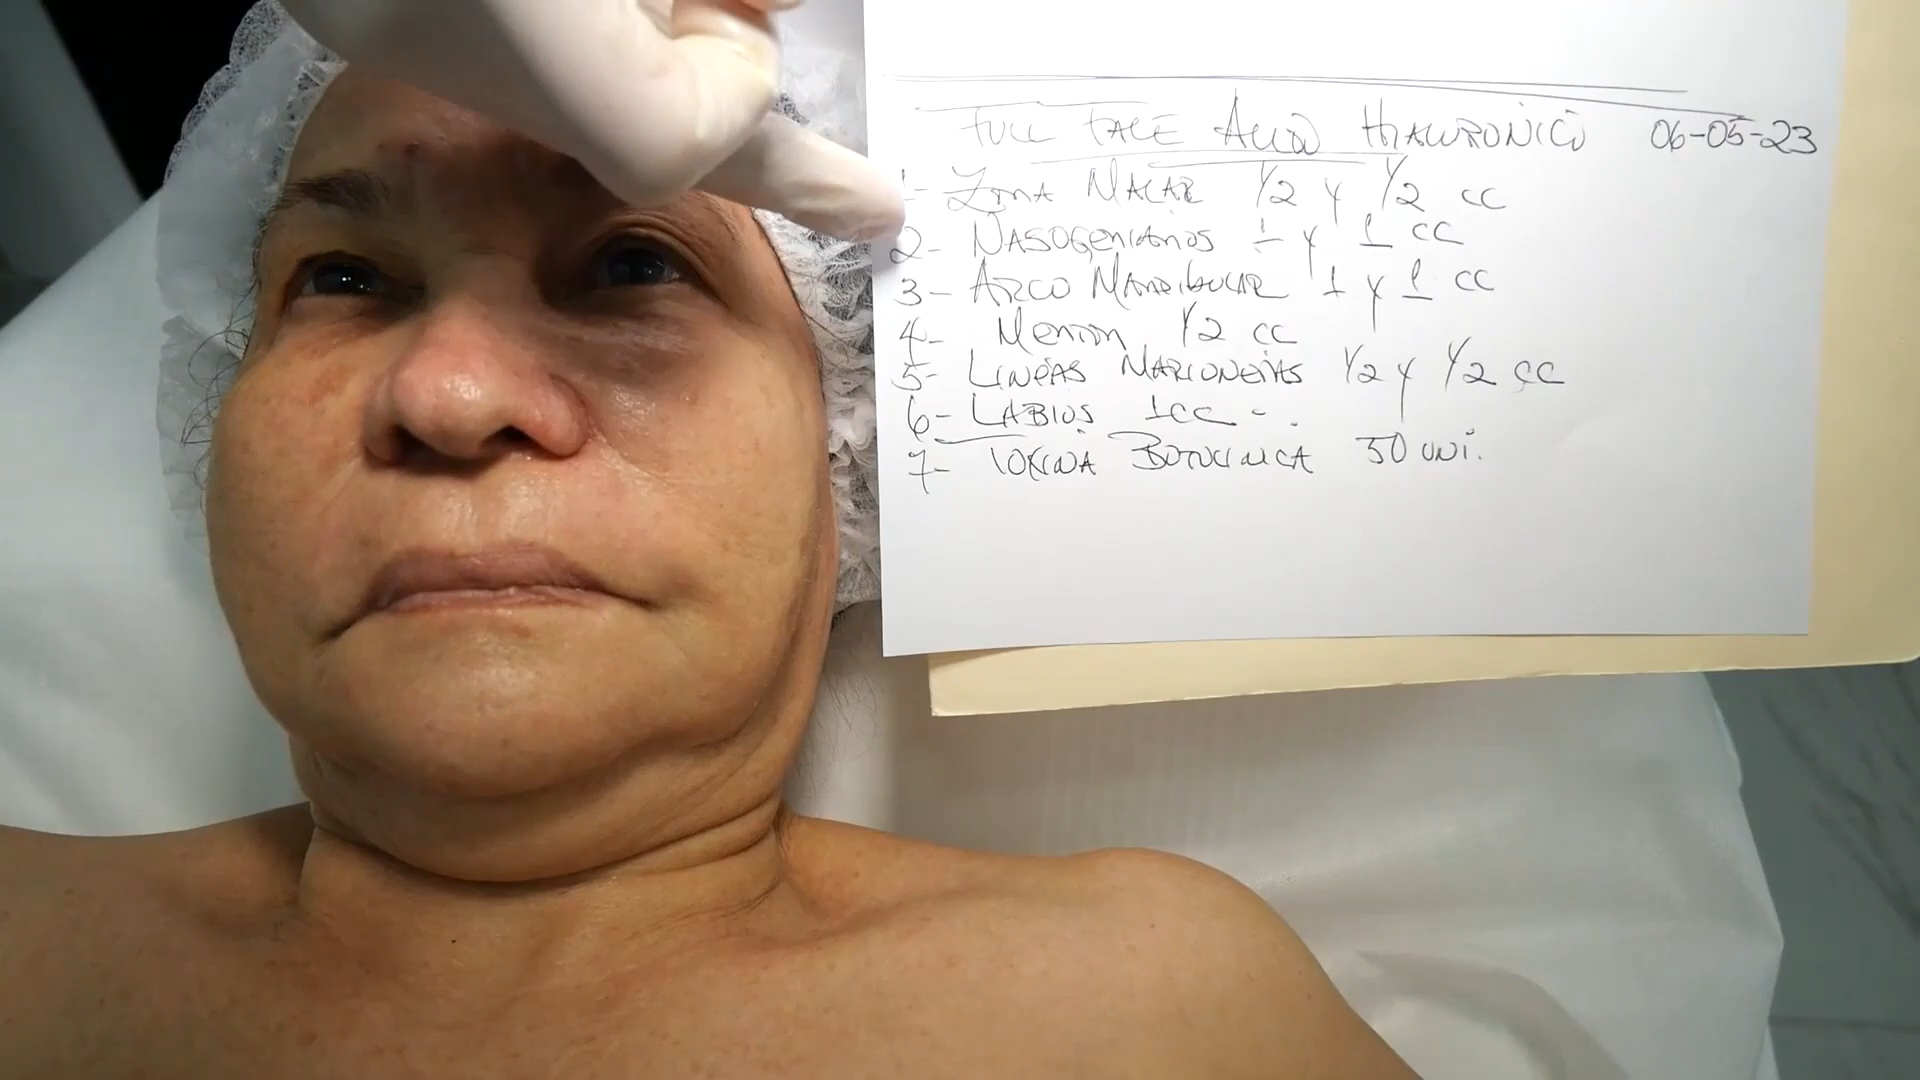 FULL FACE ACIDO HIALURONICO 06-05-23
1- ZONA MALAR 1/2 y 1/2 cc
2- NASOGENIANOS 1 y 1 cc
3- ARCO MANDIBULAR 1 y 1 cc
4- Menton 1/2 cc
5- LINEAS MARIONETAS 1/2 y 1/2 cc
6- LABIOS 1cc -.
7- TOXINA BOTULINICA 50 UNI.